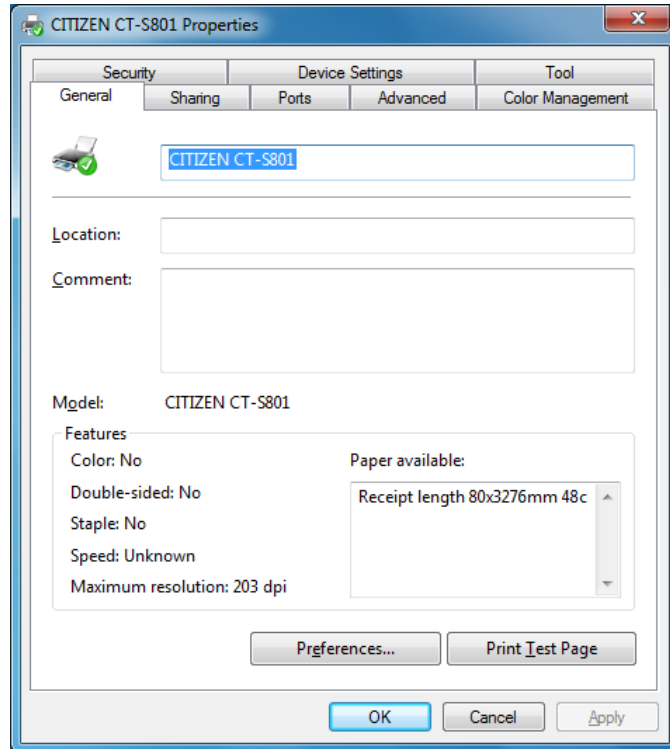 CITIZEN CT-S801 Properties
Security Device Settings Tool
General Sharing Ports Advanced Color Management
CITIZEN CT-S801
Location:
Comment:
Model: CITIZEN CT-S801
Features
Color: No Paper available:
Double-sided: No Receipt length 80x3276mm 48c
Staple: No
Speed: Unknown
Maximum resolution: 203 dpi
Preferences... Print Test Page
OK Cancel Apply